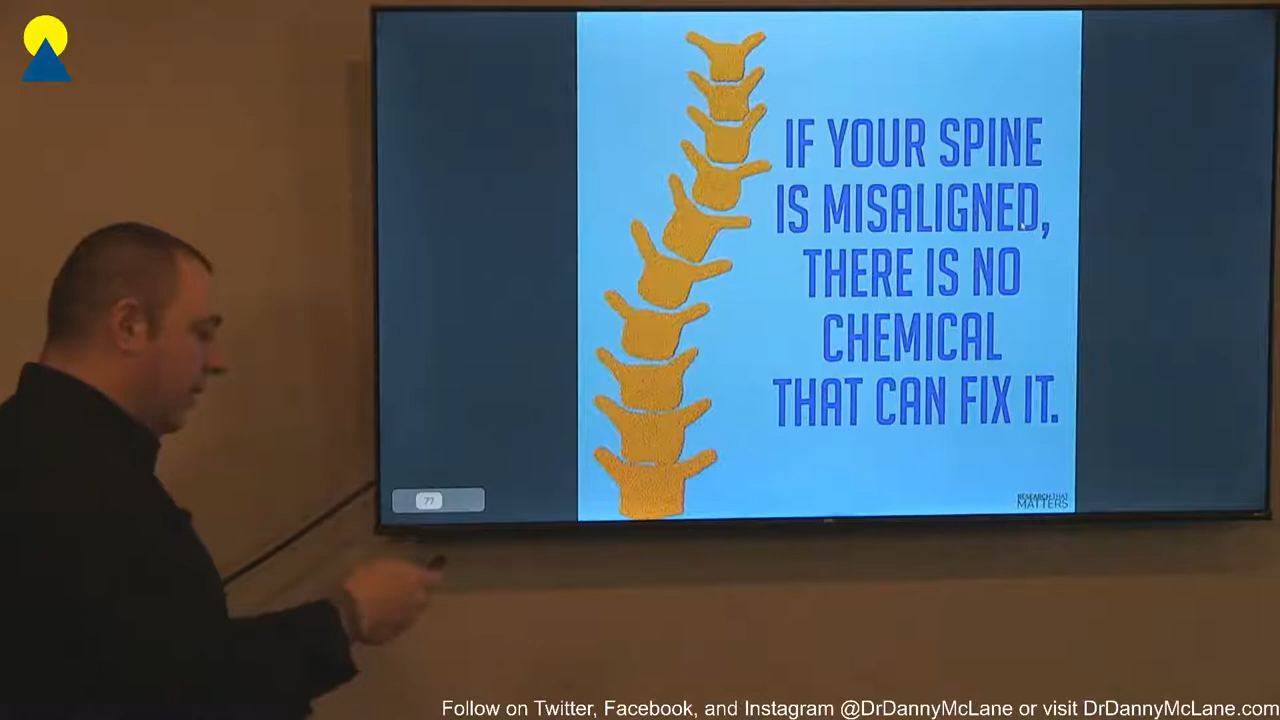 IF YOUR SPINE
IS MISALIGNED,
THERE IS NO
CHEMICAL
THAT CAN FIX IT.
77
RESEARCH THAT
MATTERS
Follow on Twitter, Facebook, and Instagram @DrDannyMcLane or visit DrDannyMcLane.com